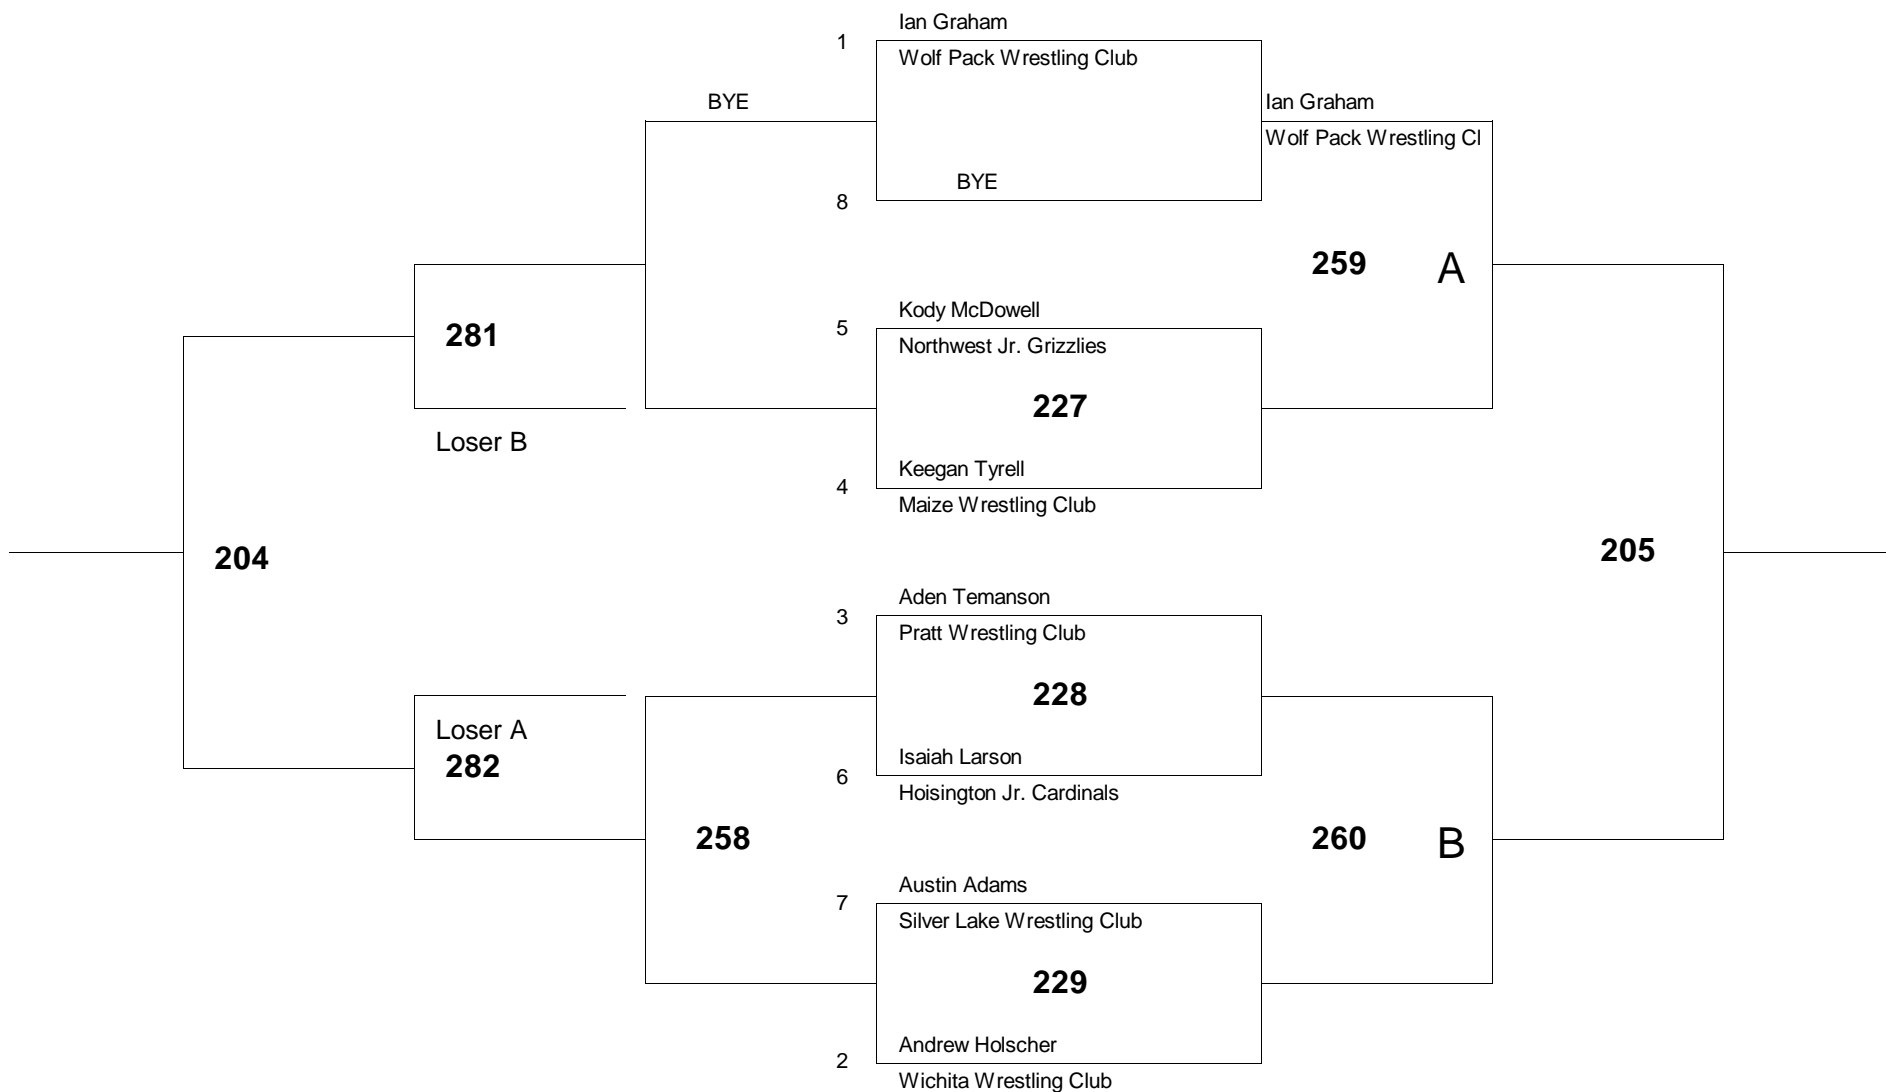 Ian Graham
1
Wolf Pack Wrestling Club
BYE
Ian Graham
Wolf Pack Wrestling Cl
BYE
8
259
A
Kody McDowell
5
281
Northwest Jr. Grizzlies
227
Loser B
Keegan Tyrell
4
Maize Wrestling Club
204
205
Aden Temanson
3
Pratt Wrestling Club
228
Loser A
282
Isaiah Larson
6
Hoisington Jr. Cardinals
258
260
B
Austin Adams
7
Silver Lake Wrestling Club
229
Andrew Holscher
2
Wichita Wrestling Club